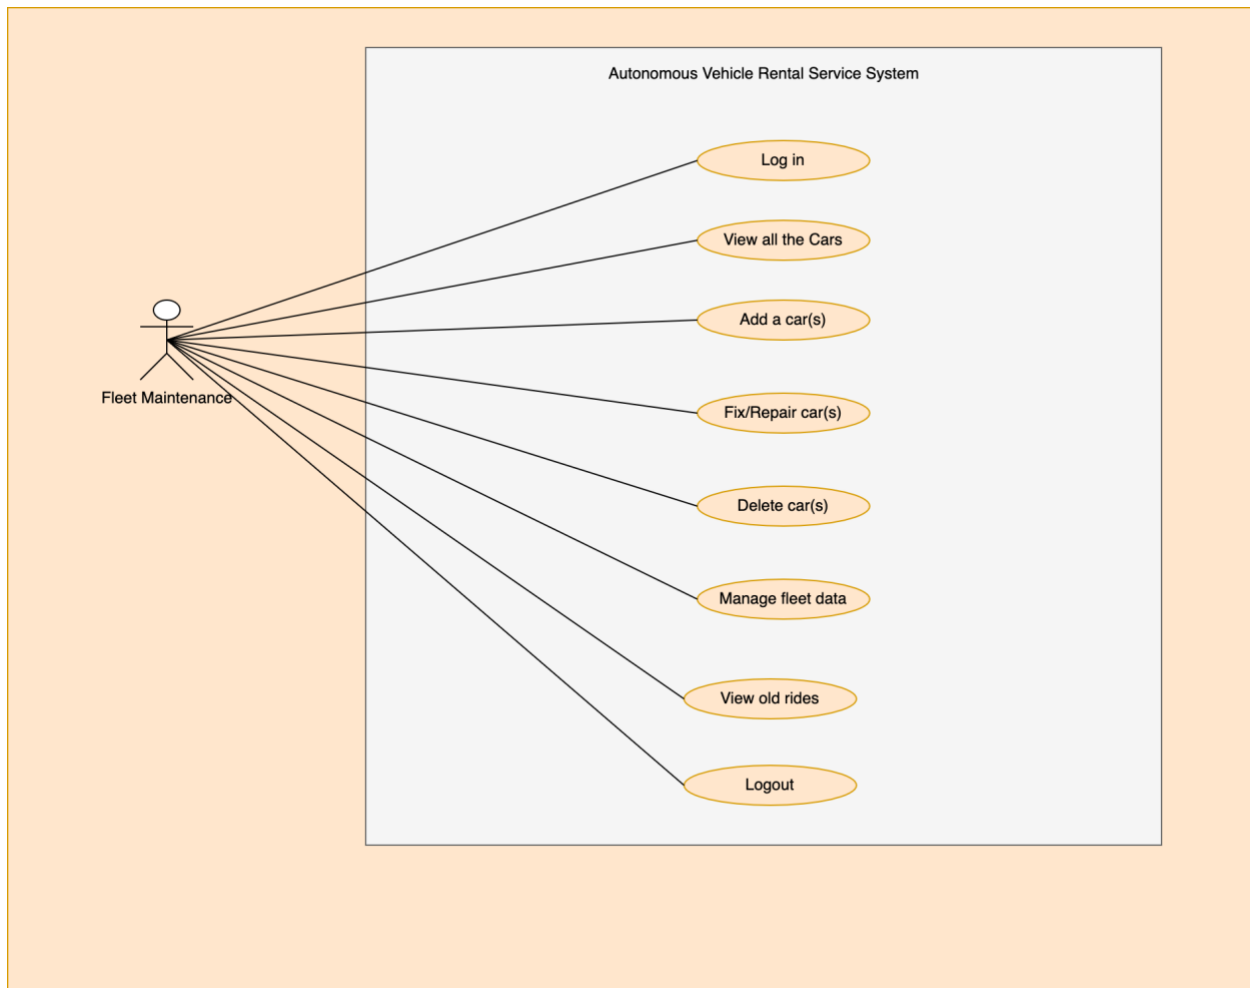 Autonomous Vehicle Rental Service System
Log in
View all the Cars
Add a car(s)
Fix/Repair car(s)
Fleet Maintenance
Delete car(s)
Manage fleet data
View old rides
Logout